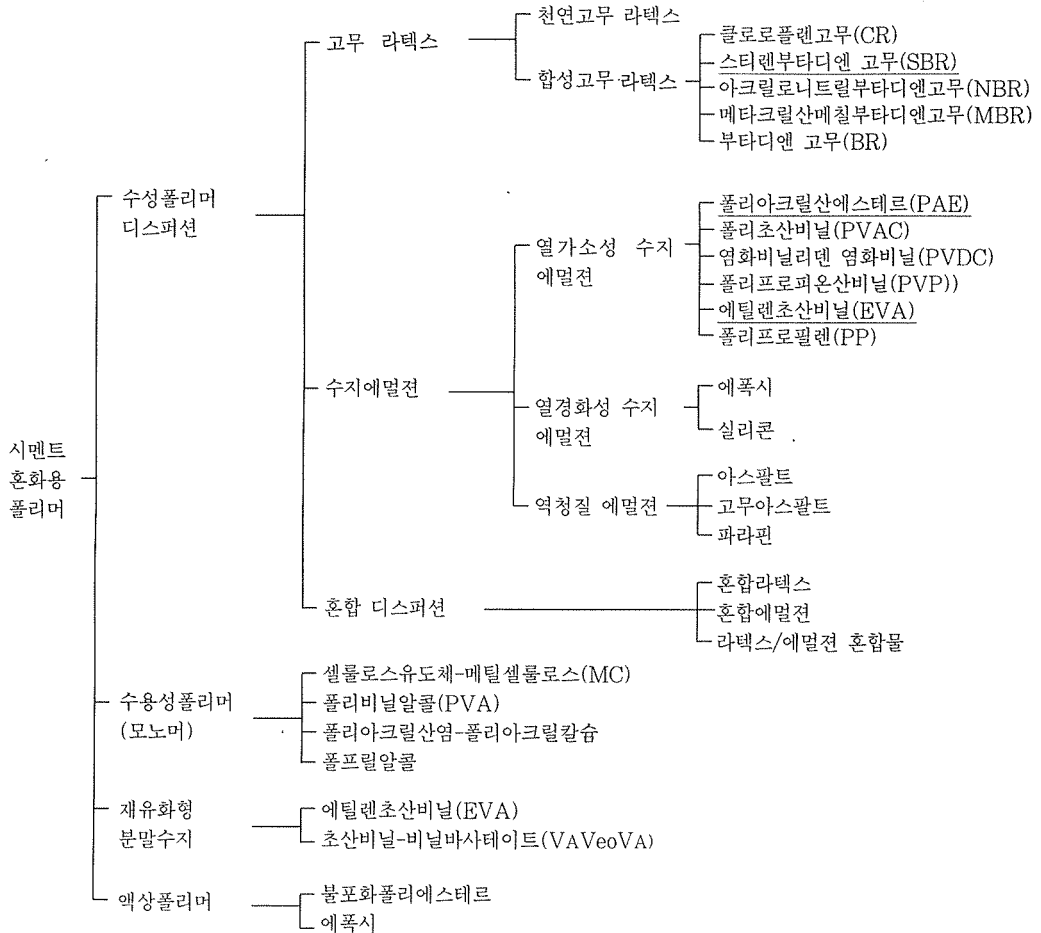 시멘트
혼화용
폴리머
수성폴리머
디스퍼션
고무 라텍스
천연고무 라텍스
합성고무 라텍스
클로로플렌고무(CR)
스티렌부타디엔 고무(SBR)
아크릴로니트릴부타디앤고무(NBR)
메타크릴산메칠부타디앤고무(MBR)
부타디앤 고무(BR)
수지에멀젼
열가소성 수지
에멀젼
폴리아크릴산에스테르(PAE)
폴리초산비닐(PVAC)
염화비닐리덴 염화비닐(PVDC)
폴리프로피온산비닐(PVP))
에틸렌초산비닐(EVA)
폴리프로필렌(PP)
열경화성 수지
에멀젼
에폭시
실리콘
역청질 에멀젼
아스팔트
고무아스팔트
파라핀
혼합 디스퍼션
혼합라텍스
혼합에멀젼
라텍스/에멀젼 혼합물
수용성폴리머
(모노머)
셀룰로스유도체-메틸셀룰로스(MC)
폴리비닐알콜(PVA)
폴리아크릴산염-폴리아크릴칼슘
폴프릴알콜
재유화형
분말수지
에틸렌초산비닐(EVA)
초산비닐-비닐바사테이트(VAVeoVA)
액상폴리머
불포화폴리에스테르
에폭시